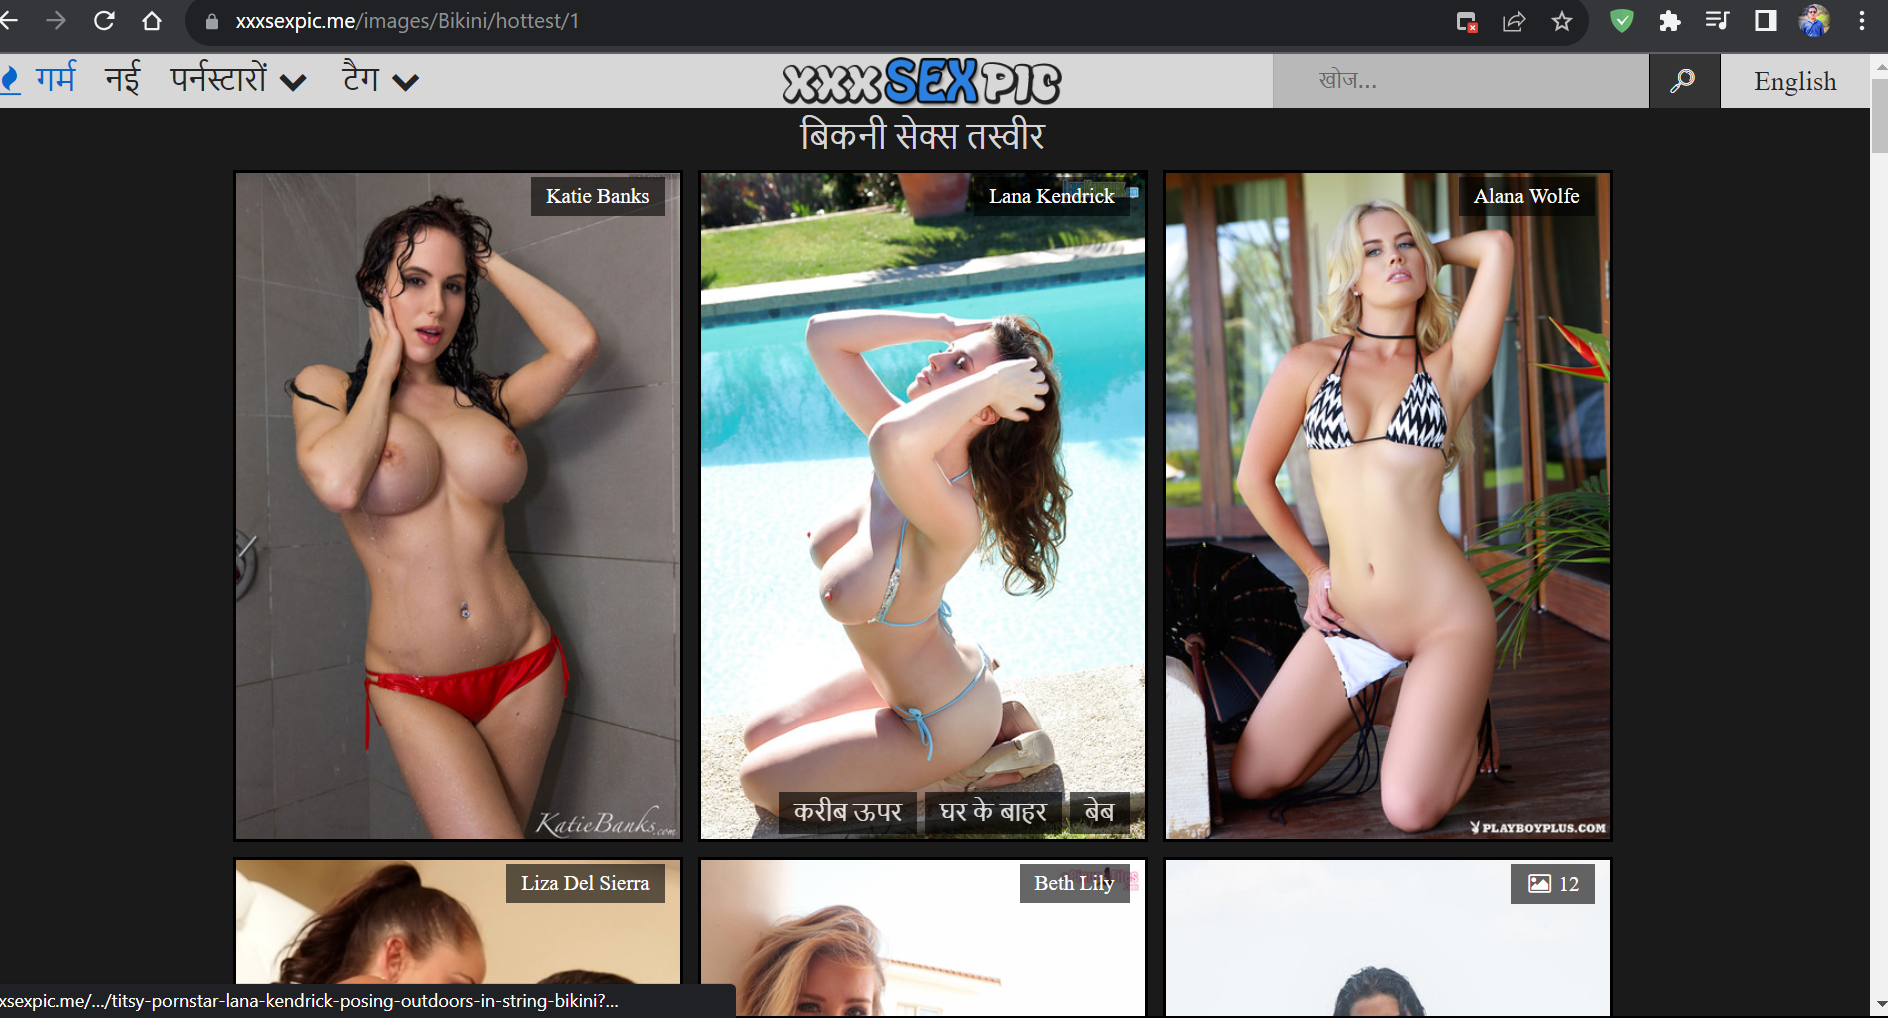 xxxsexpic.me/images/Bikini/hottest/1
गर्म नई पर्नस्टारों टैग
xxxSEXPIC
खोज...
English
बिकनी सेक्स तस्वीर
Katie Banks
Lana Kendrick
Alana Wolfe
KatieBanks.com
करीब ऊपर घर के बाहर बेब
PLAYBOYPLUS.COM
Liza Del Sierra
Beth Lily
12
xsexpic.me/.../titsy-pornstar-lana-kendrick-posing-outdoors-in-string-bikini?...